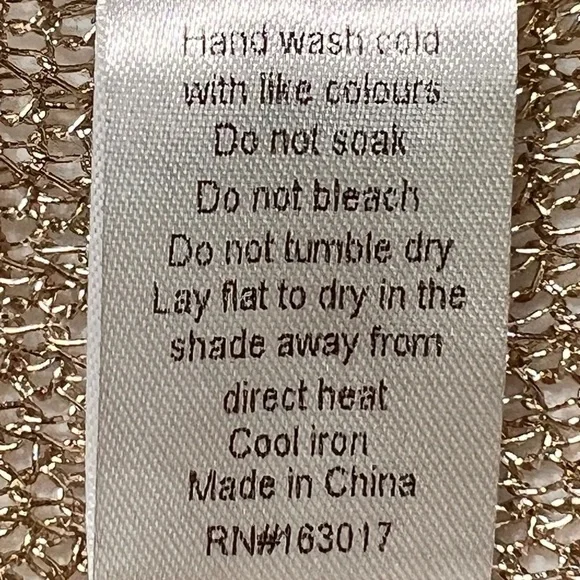 Hand wash cold
with like colours
Do not soak
Do not bleach
Do not tumble dry
Lay flat to dry in the
shade away from
direct heat
Cool iron
Made in China
RN#163017